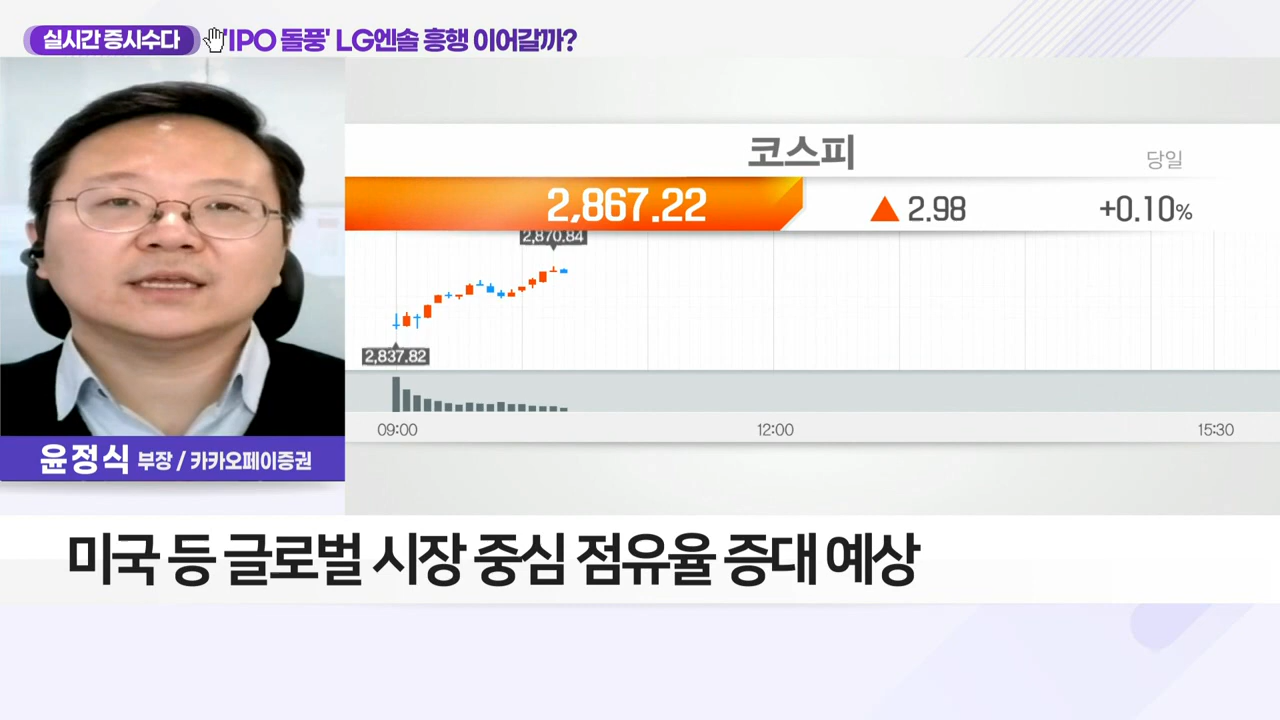 실시간 증시수다 'IPO 돌풍' LG엔솔 흥행 이어갈까?
코스피
당일
2,867.22 ▲ 2.98 +0.10%
2,870.84
2,837.82
09:00 12:00 15:30
윤정식 부장 / 카카오페이증권
미국 등 글로벌 시장 중심 점유율 증대 예상